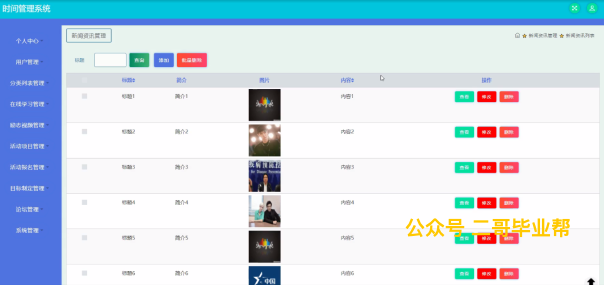 时间管理系统
个人中心
用户管理
分类列表管理
在线学习管理
活动项目管理
活动报名管理
目标制定管理
论坛管理
系统管理
新闻资讯管理
新闻资讯管理 新闻资讯列表
标题 查询 添加 批量删除
标题 简介 图片 内容 操作
标题1 简介1 内容1 查看 修改 删除
标题2 简介2 内容2 查看 修改 删除
标题3 简介3 内容3 查看 修改 删除
标题4 简介4 内容4 查看 修改 删除
公众号 二哥毕业帮
标题5 简介5 内容5 查看 修改 删除
标题6 简介6 中国 内容6 查看 修改 删除